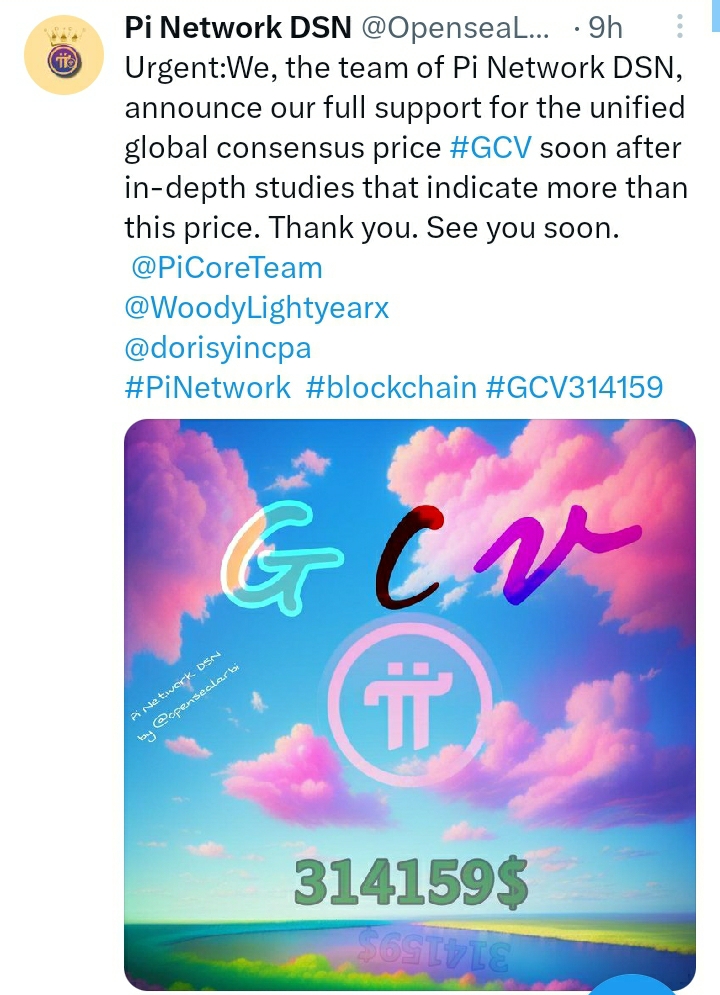 Pi Network DSN @OpenseaL... · 9h
Urgent:We, the team of Pi Network DSN,
announce our full support for the unified
global consensus price #GCV soon after
in-depth studies that indicate more than
this price. Thank you. See you soon.
@PiCoreTeam
@WoodyLightyearx
@dorisyincpa
#PiNetwork #blockchain #GCV314159
G C V
Pi Network DSN
by @opensealarbi
314159$
314159$